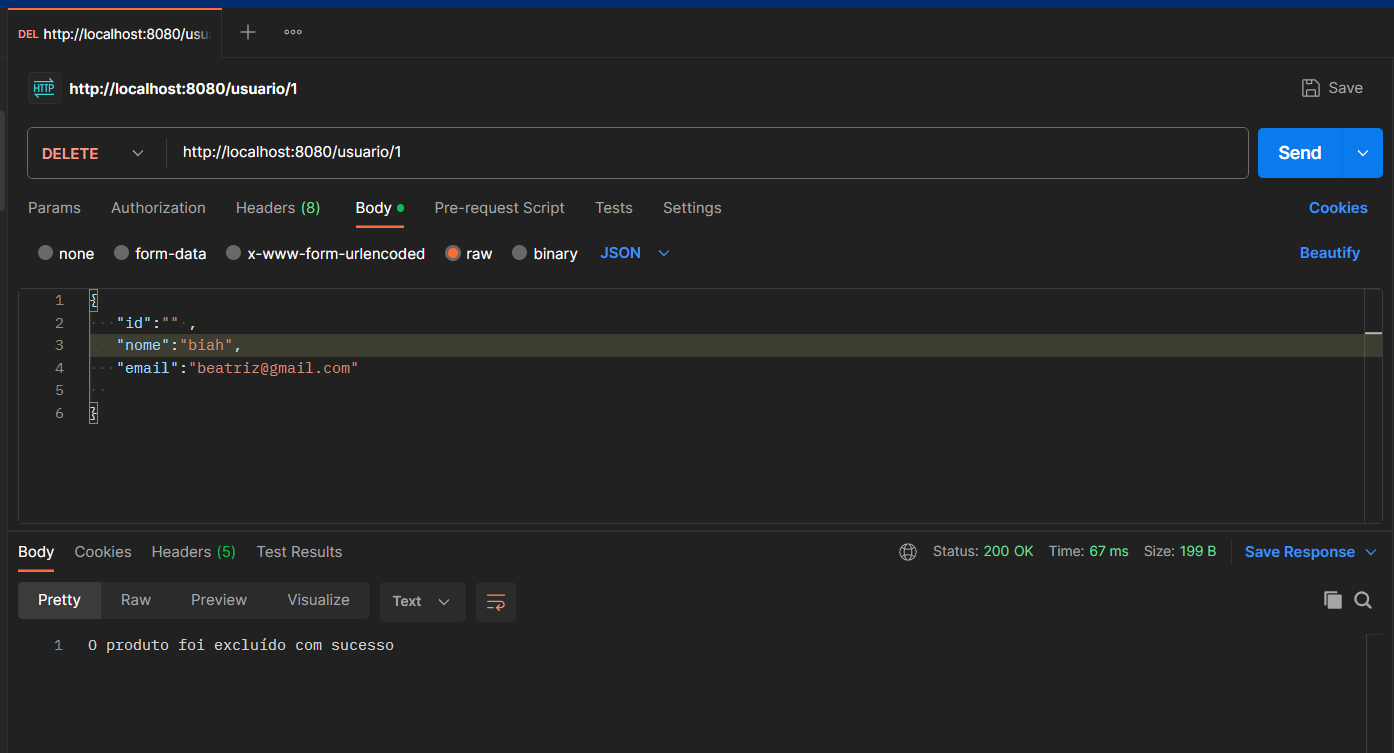 DEL http://localhost:8080/usu
HTTP http://localhost:8080/usuario/1 Save
DELETE http://localhost:8080/usuario/1 Send
Params Authorization Headers (8) Body Pre-request Script Tests Settings Cookies
none form-data x-www-form-urlencoded raw binary JSON Beautify
1 {
2 "id":"" ,
3 "nome":"biah",
4 "email":"beatriz@gmail.com"
5
6 }
Body Cookies Headers (5) Test Results Status: 200 OK Time: 67 ms Size: 199 B Save Response
Pretty Raw Preview Visualize Text
1 O produto foi excluído com sucesso